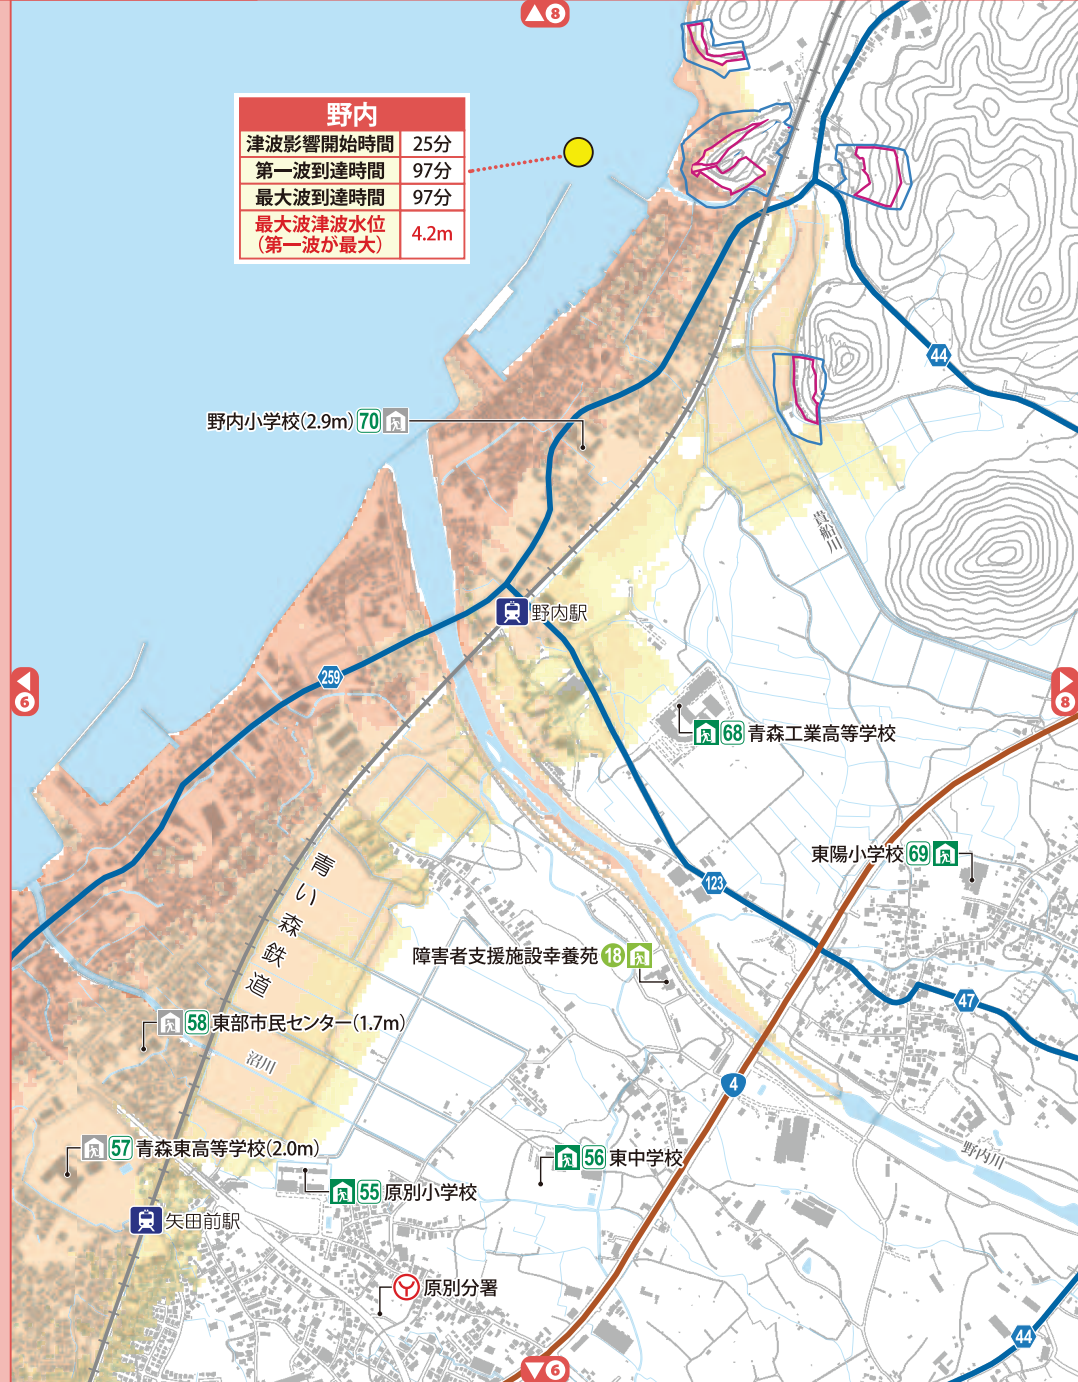 8
野内
津波影響開始時間 25分
第一波到達時間 97分
最大波到達時間 97分
最大波津波水位
(第一波が最大) 4.2m
44
野内小学校(2.9m) 70
貴船川
野内駅
259
6
8
68 青森工業高等学校
東陽小学校 69
123
青い森鉄道
障害者支援施設幸養苑 18
47
58 東部市民センター(1.7m)
沼川
4
57 青森東高等学校(2.0m)
56 東中学校
野内川
55 原別小学校
矢田前駅
原別分署
44
6